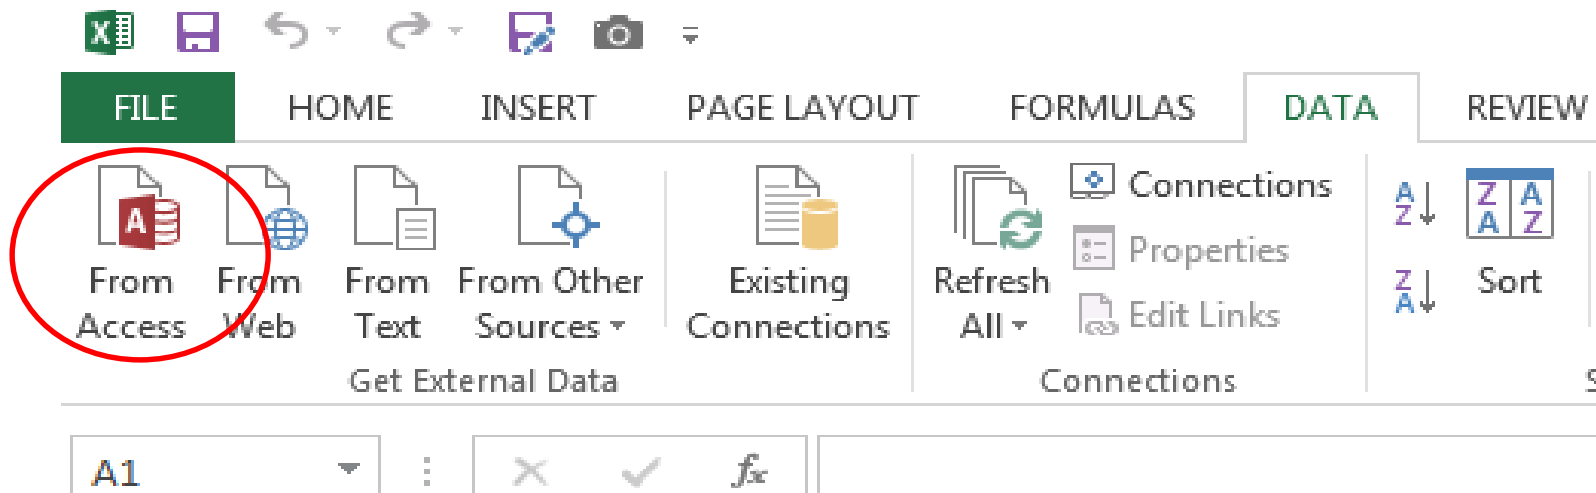 FILE HOME INSERT PAGE LAYOUT FORMULAS DATA REVIEW
From Access
From Web
From Text
From Other Sources
Existing Connections
Refresh All
Connections
Properties
Edit Links
Sort
Get External Data
Connections
A1
fx